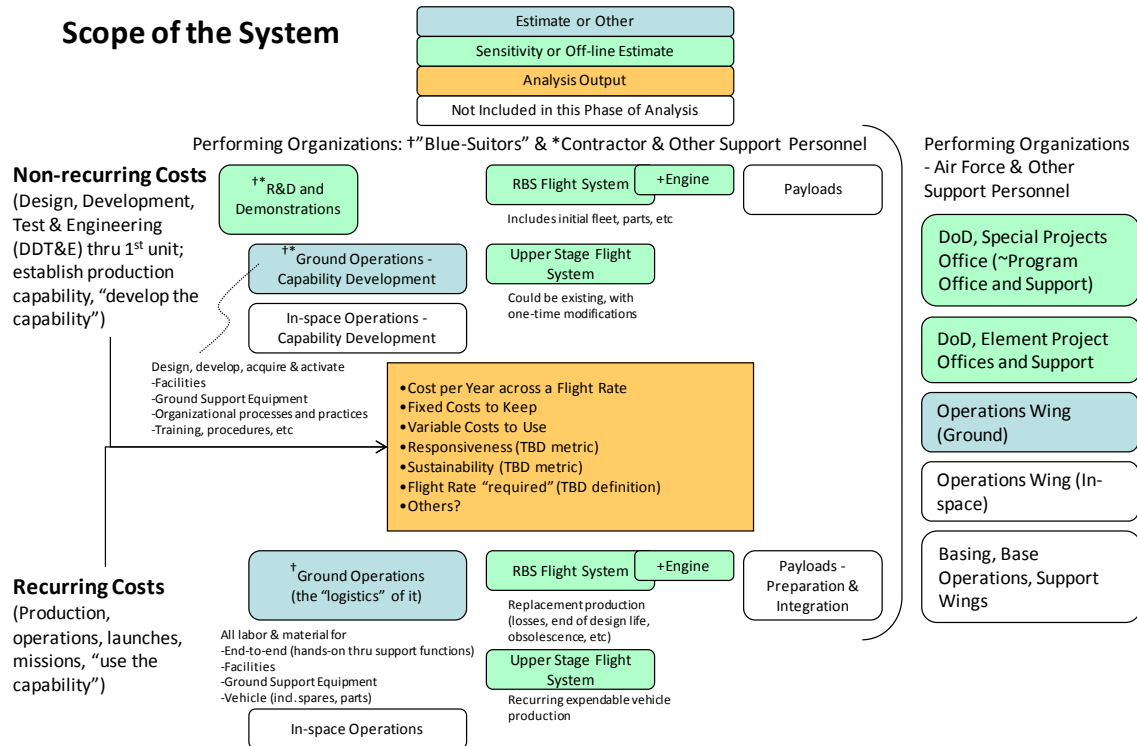 Scope of the System
Estimate or Other
Sensitivity or Off-line Estimate
Analysis Output
Not Included in this Phase of Analysis
Performing Organizations: †"Blue-Suitors" & *Contractor & Other Support Personnel
Non-recurring Costs
(Design, Development,
Test & Engineering
(DDT&E) thru 1st unit;
establish production
capability, “develop the
capability”)
†*R&D and
Demonstrations
RBS Flight System
+Engine
Includes initial fleet, parts, etc
Payloads
†*Ground Operations -
Capability Development
Upper Stage Flight
System
Could be existing, with
one-time modifications
In-space Operations -
Capability Development
Design, develop, acquire & activate
-Facilities
-Ground Support Equipment
-Organizational processes and practices
-Training, procedures, etc
•Cost per Year across a Flight Rate
•Fixed Costs to Keep
•Variable Costs to Use
•Responsiveness (TBD metric)
•Sustainability (TBD metric)
•Flight Rate “required” (TBD definition)
•Others?
Recurring Costs
(Production,
operations, launches,
missions, “use the
capability”)
†Ground Operations
(the “logistics” of it)
All labor & material for
-End-to-end (hands-on thru support functions)
-Facilities
-Ground Support Equipment
-Vehicle (incl. spares, parts)
In-space Operations
RBS Flight System
+Engine
Replacement production
(losses, end of design life,
obsolescence, etc)
Upper Stage Flight
System
Recurring expendable vehicle
production
Payloads -
Preparation &
Integration
Performing Organizations
- Air Force & Other
Support Personnel
DoD, Special Projects
Office (~Program
Office and Support)
DoD, Element Project
Offices and Support
Operations Wing
(Ground)
Operations Wing (In-
space)
Basing, Base
Operations, Support
Wings